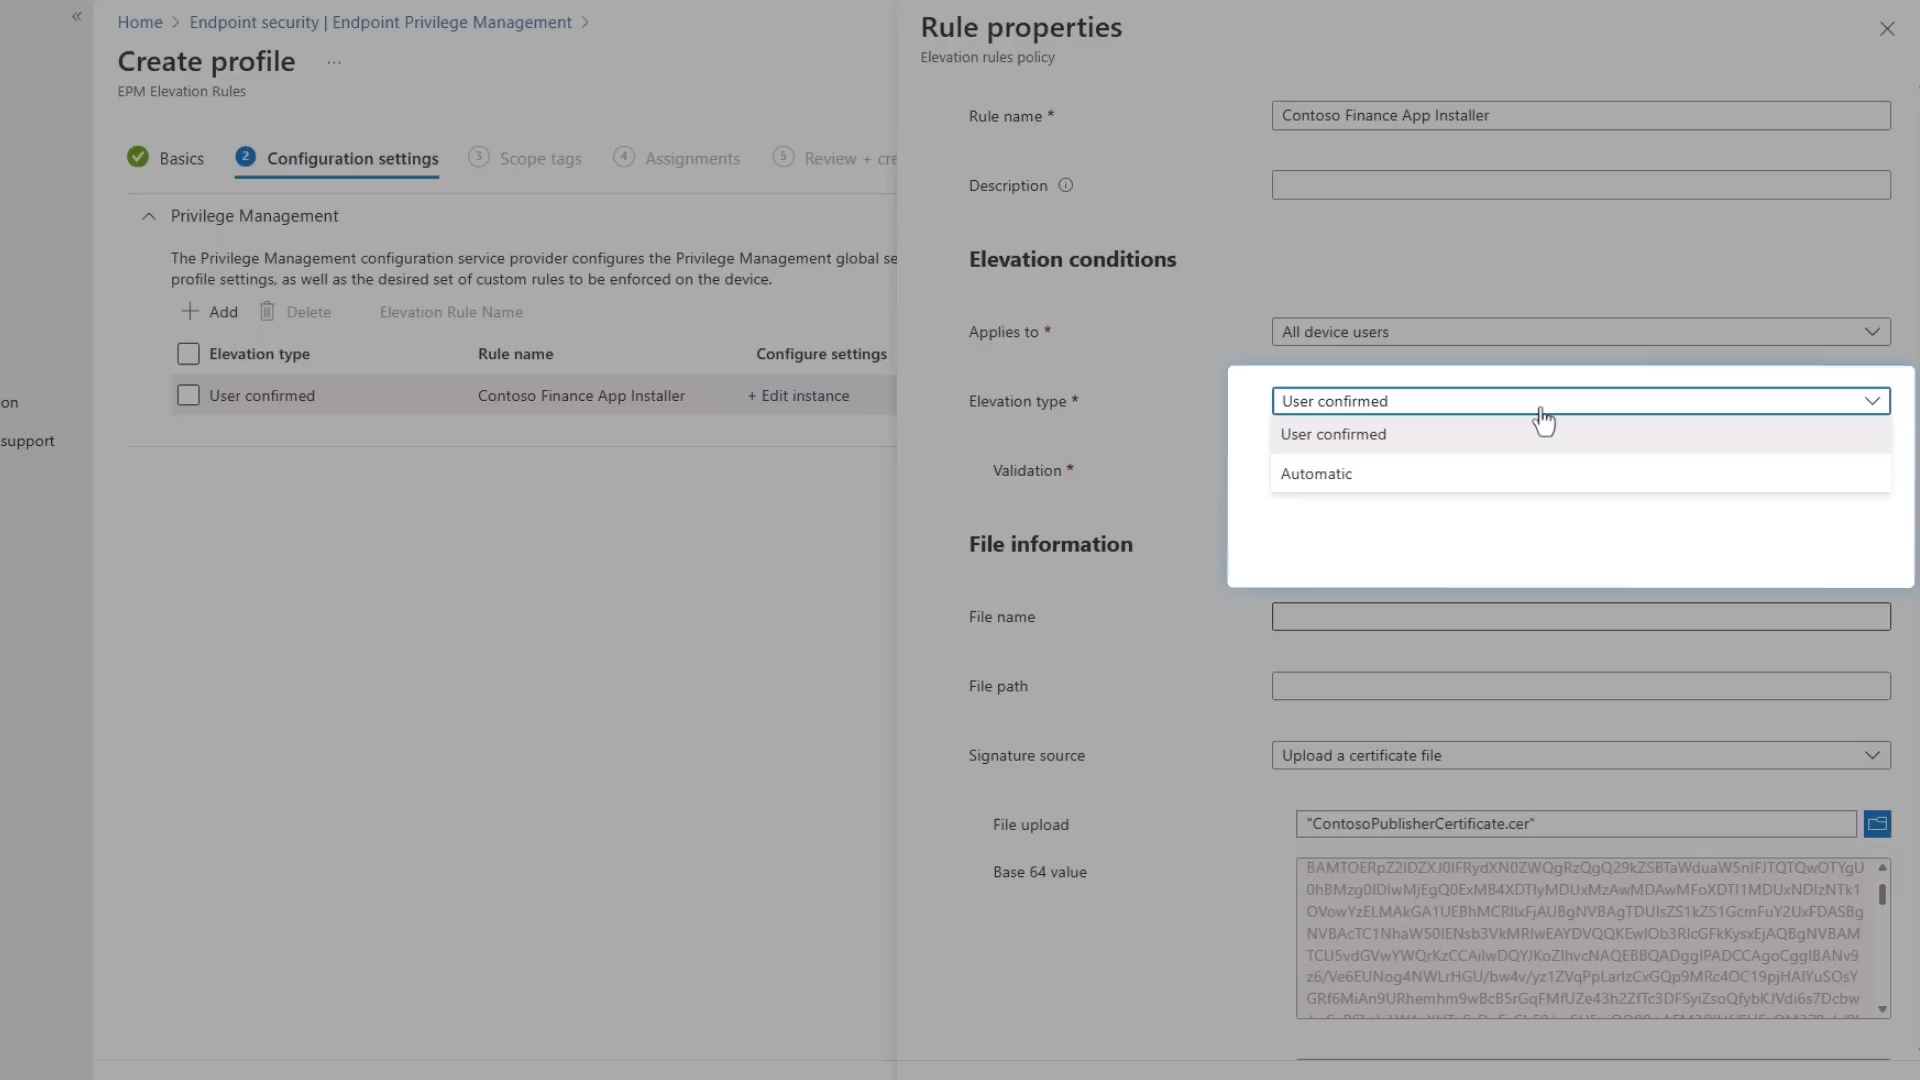 Home > Endpoint security | Endpoint Privilege Management >
Create profile ...
EPM Elevation Rules
Basics
2 Configuration settings
3 Scope tags
4 Assignments
5 Review + cre
Privilege Management
The Privilege Management configuration service provider configures the Privilege Management global se
profile settings, as well as the desired set of custom rules to be enforced on the device.
+ Add
Delete
Elevation Rule Name
Elevation type
Rule name
Configure settings
User confirmed
Contoso Finance App Installer
+ Edit instance
on
support
Rule properties
Elevation rules policy
Rule name *
Contoso Finance App Installer
Description
Elevation conditions
Applies to *
All device users
Elevation type *
User confirmed
User confirmed
Automatic
Validation *
File information
File name
File path
Signature source
Upload a certificate file
File upload
"ContosoPublisherCertificate.cer"
Base 64 value